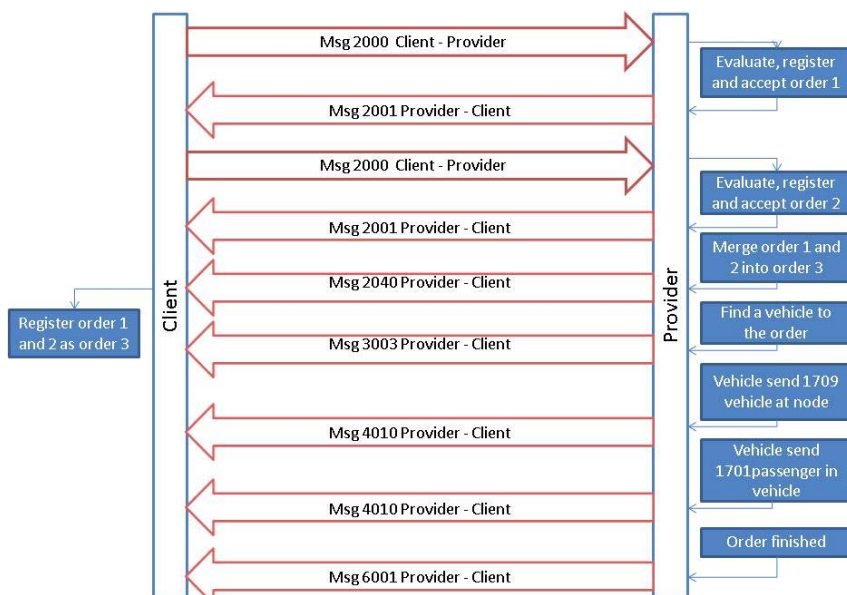 Msg 2000 Client - Provider
Evaluate, register
and accept order 1
Msg 2001 Provider - Client
Msg 2000 Client - Provider
Evaluate, register
and accept order 2
Msg 2001 Provider - Client
Merge order 1 and
2 into order 3
Msg 2040 Provider - Client
Client
Provider
Register order 1
and 2 as order 3
Find a vehicle to
the order
Msg 3003 Provider - Client
Vehicle send 1709
vehicle at node
Msg 4010 Provider - Client
Vehicle send
1701passenger in
vehicle
Msg 4010 Provider - Client
Order finished
Msg 6001 Provider - Client